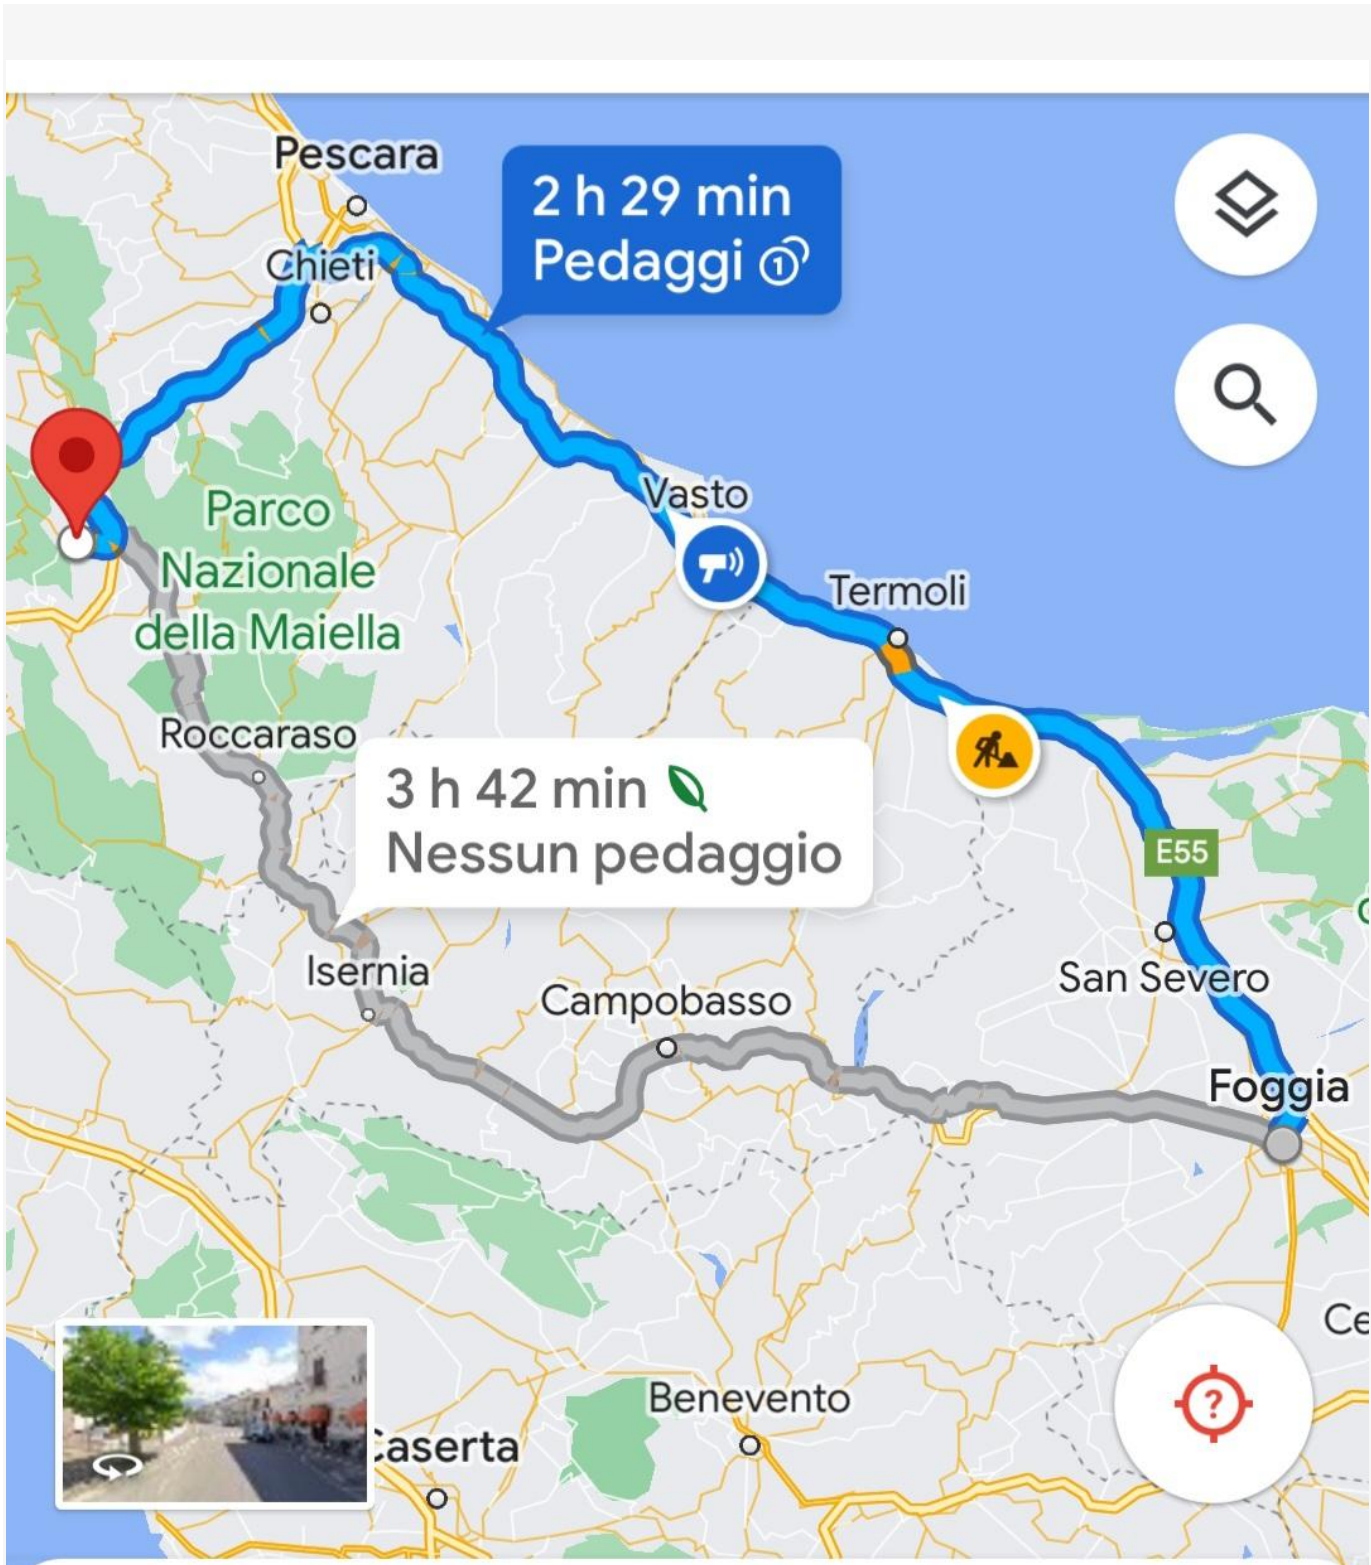 Pescara
2 h 29 min
Pedaggi
Chieti
Parco
Nazionale
della Maiella
Vasto
Termoli
Roccaraso
3 h 42 min
Nessun pedaggio
E55
Isernia
San Severo
Campobasso
Foggia
Ce
Benevento
Caserta
?